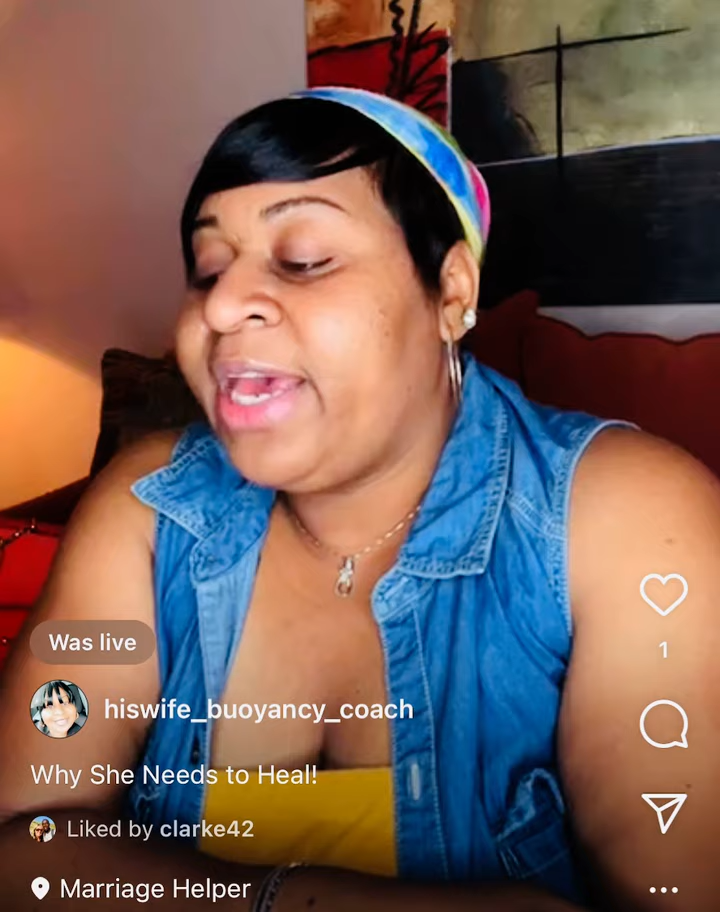 Was live
hiswife_buoyancy_coach
Why She Needs to Heal!
Liked by clarke42
Marriage Helper
1